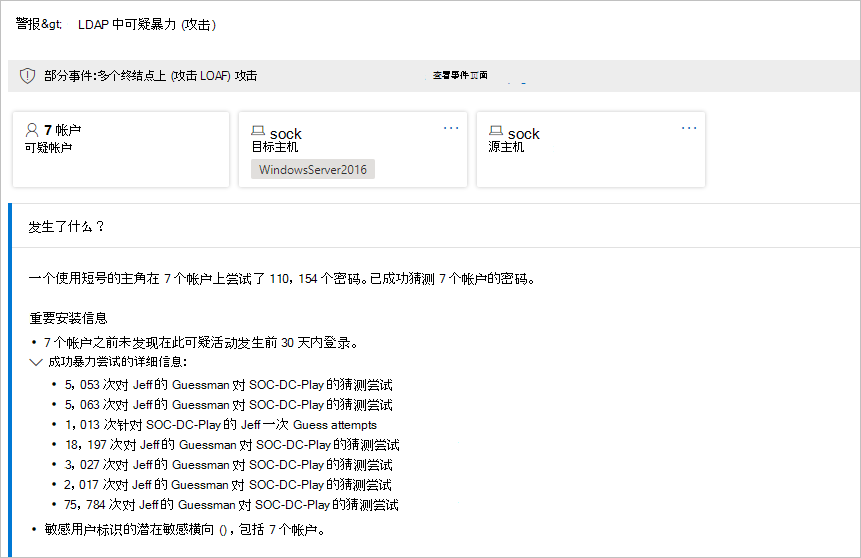 警报&gt; LDAP 中可疑暴力 (攻击)
部分事件:多个终结点上 (攻击 LOAF) 攻击 查看事件页面
7 帐户
可疑帐户
sock
目标主机
WindowsServer2016
sock
源主机
发生了什么？
一个使用短号的主角在 7 个帐户上尝试了 110，154 个密码。已成功猜测 7 个帐户的密码。
重要安装信息
• 7 个帐户之前未发现在此可疑活动发生前 30 天内登录。
成功暴力尝试的详细信息:
• 5，053 次对 Jeff 的 Guessman 对 SOC-DC-Play 的猜测尝试
• 5，063 次对 Jeff 的 Guessman 对 SOC-DC-Play 的猜测尝试
• 1，013 次针对 SOC-DC-Play 的 Jeff 一次 Guess attempts
• 18，197 次对 Jeff 的 Guessman 对 SOC-DC-Play 的猜测尝试
• 3，027 次对 Jeff 的 Guessman 对 SOC-DC-Play 的猜测尝试
• 2，017 次对 Jeff 的 Guessman 对 SOC-DC-Play 的猜测尝试
• 75，784 次对 Jeff 的 Guessman 对 SOC-DC-Play 的猜测尝试
• 敏感用户标识的潜在敏感横向 ()，包括 7 个帐户。